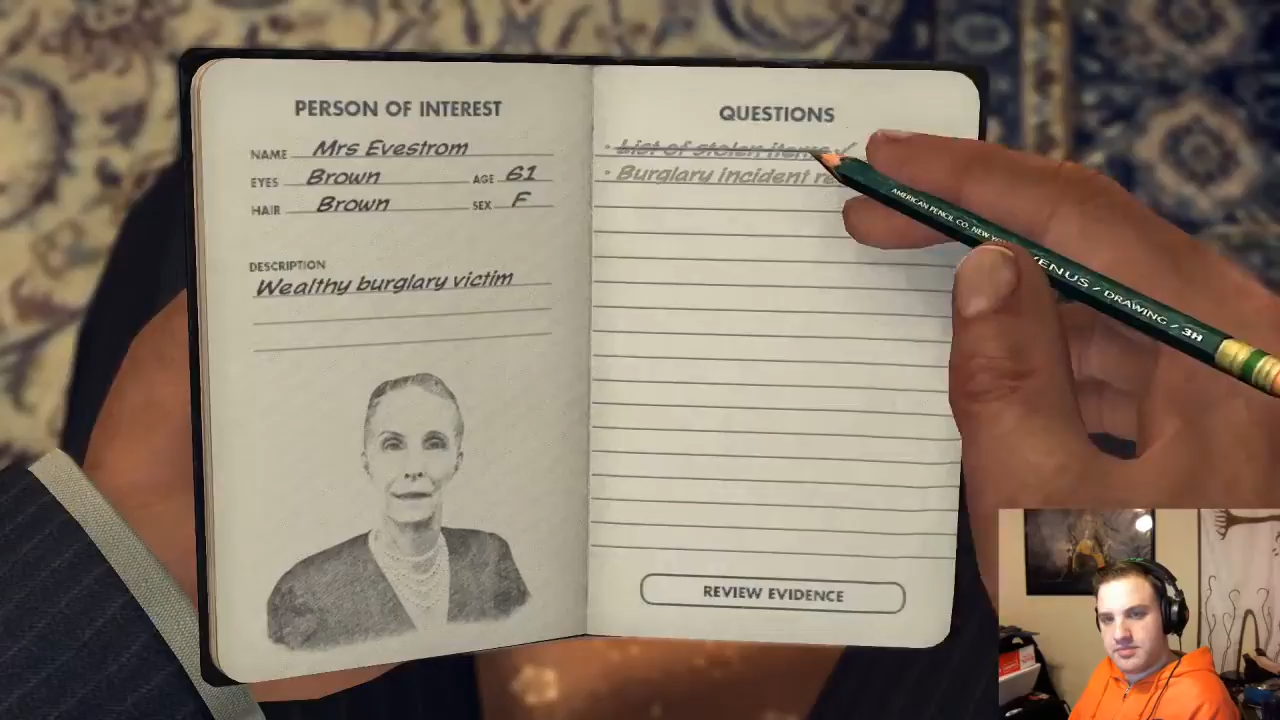 PERSON OF INTEREST
NAME Mrs Evestrom
EYES Brown AGE 61
HAIR Brown SEX F
DESCRIPTION
Wealthy burglary victim
QUESTIONS
· List of stolen items ✓
· Burglary incident
REVIEW EVIDENCE
AMERICAN PENCIL CO. NEW
VENUS / DRAWING / 3H